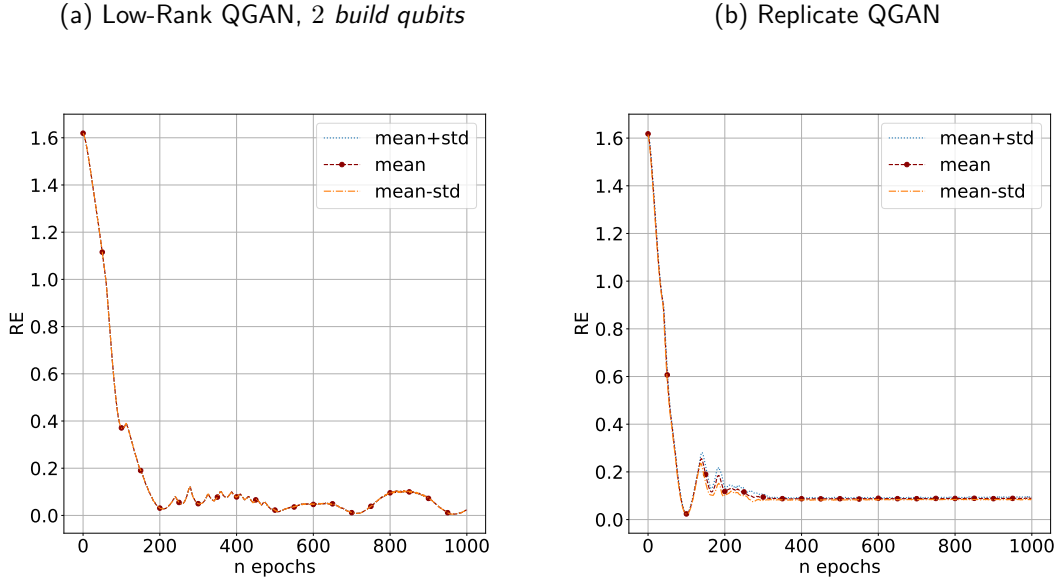 (a) Low-Rank QGAN, 2 build qubits
(b) Replicate QGAN
1.6
1.4
1.2
1.0
0.8
0.6
0.4
0.2
0.0
RE
0 200 400 600 800 1000
n epochs
mean+std
mean
mean-std
1.6
1.4
1.2
1.0
0.8
0.6
0.4
0.2
0.0
RE
0 200 400 600 800 1000
n epochs
mean+std
mean
mean-std